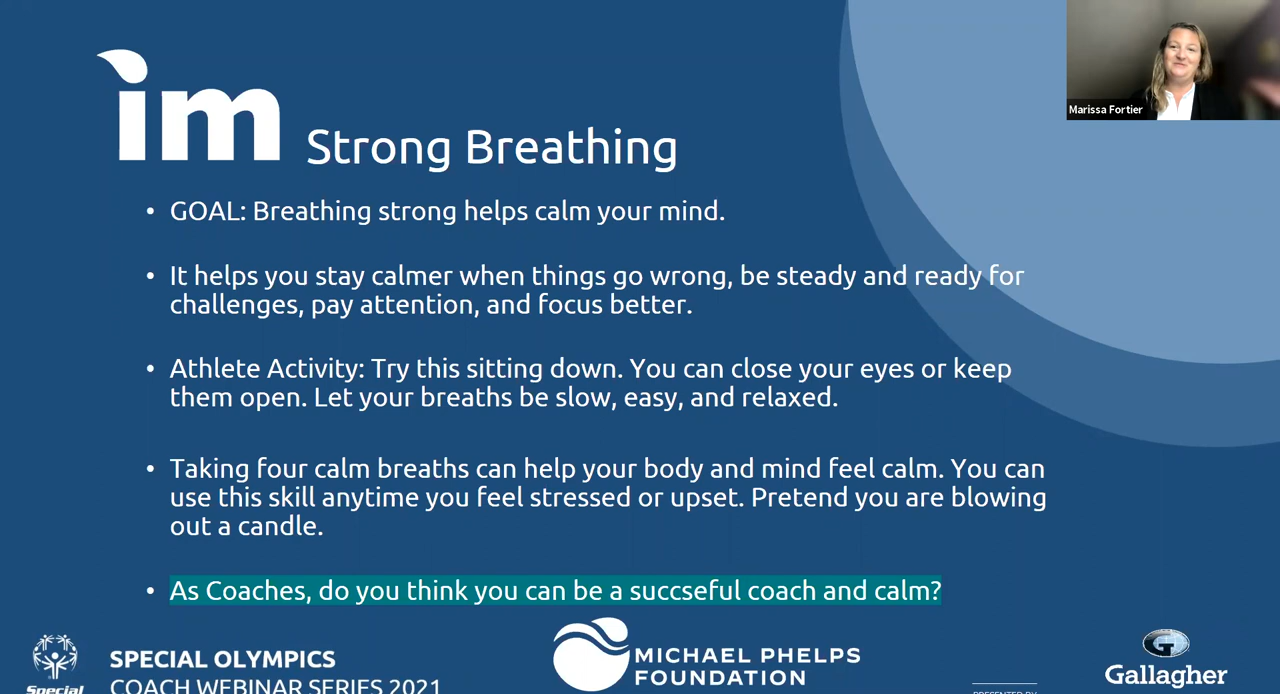 Marissa Fortier
im Strong Breathing
• GOAL: Breathing strong helps calm your mind.
• It helps you stay calmer when things go wrong, be steady and ready for
challenges, pay attention, and focus better.
• Athlete Activity: Try this sitting down. You can close your eyes or keep
them open. Let your breaths be slow, easy, and relaxed.
• Taking four calm breaths can help your body and mind feel calm. You can
use this skill anytime you feel stressed or upset. Pretend you are blowing
out a candle.
• As Coaches, do you think you can be a succseful coach and calm?
Special
SPECIAL OLYMPICS
COACH WEBINAR SERIES 2021
MICHAEL PHELPS
FOUNDATION
PRESENTED BY
Gallagher